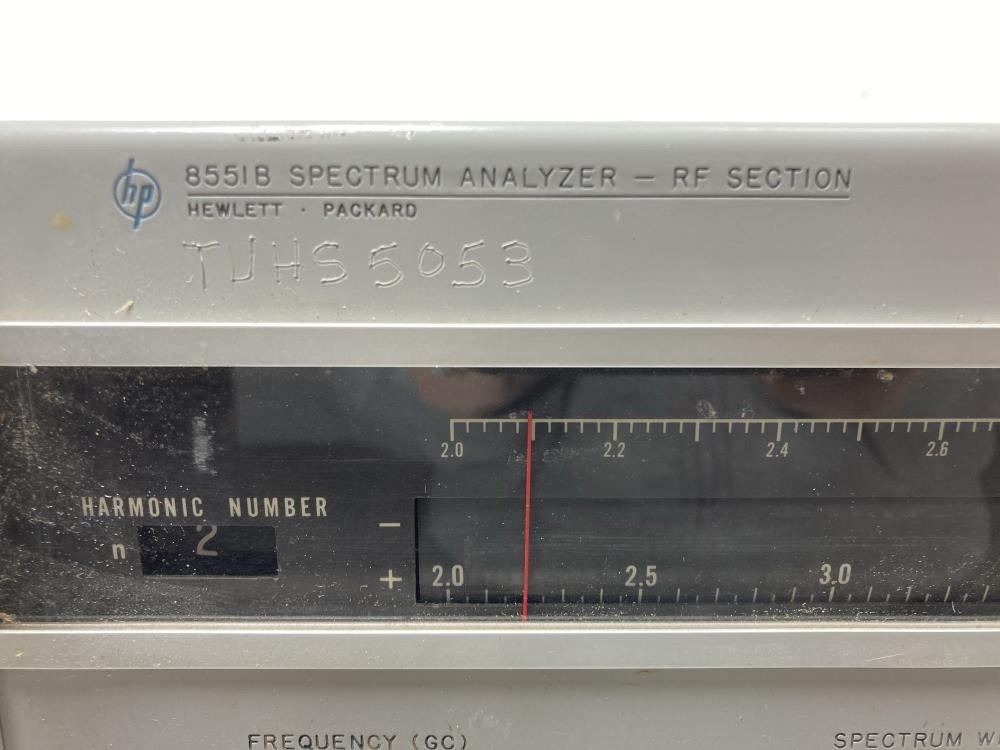 hp
8551B SPECTRUM ANALYZER — RF SECTION
HEWLETT · PACKARD
TUHS 5053
2.0 2.2 2.4 2.6
HARMONIC NUMBER
n 2
−
+ 2.0 2.5 3.0
FREQUENCY (GC)
SPECTRUM